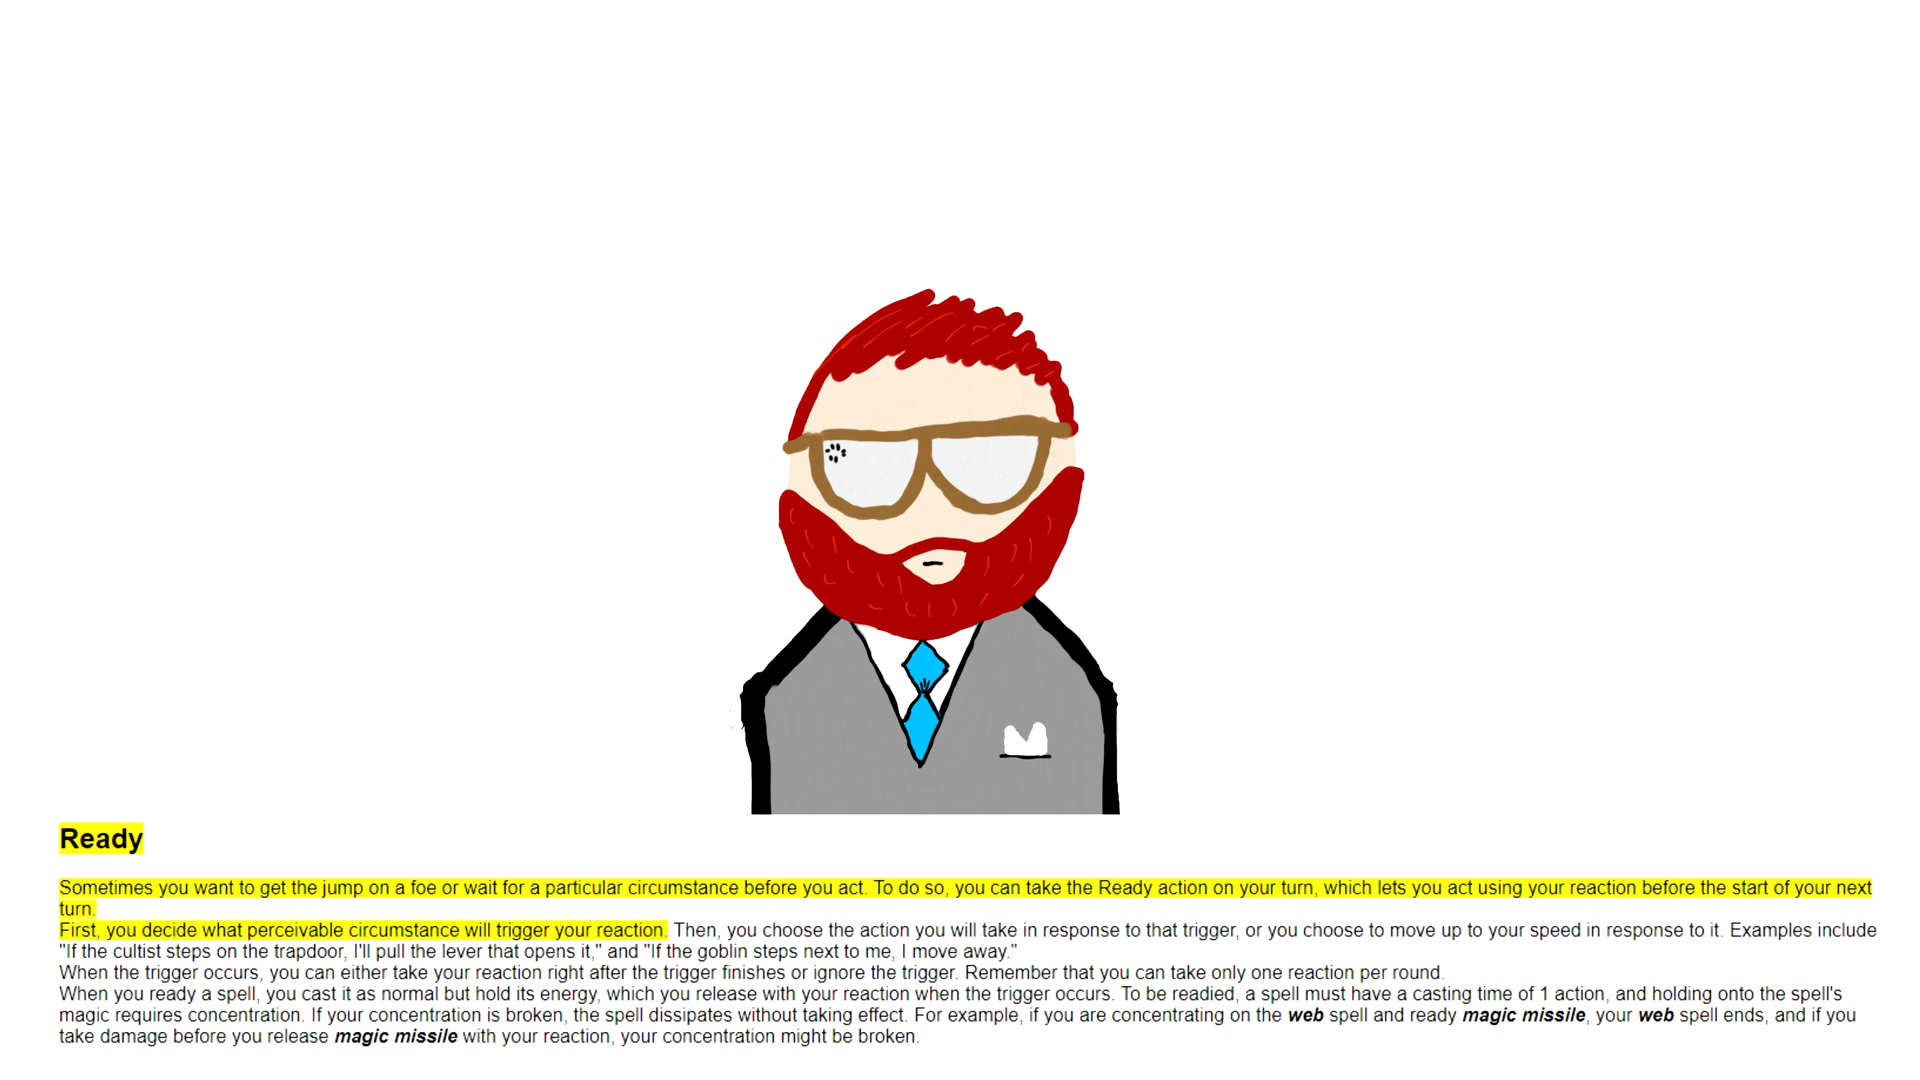 Ready
Sometimes you want to get the jump on a foe or wait for a particular circumstance before you act. To do so, you can take the Ready action on your turn, which lets you act using your reaction before the start of your next
turn.
First, you decide what perceivable circumstance will trigger your reaction. Then, you choose the action you will take in response to that trigger, or you choose to move up to your speed in response to it. Examples include
"If the cultist steps on the trapdoor, I'll pull the lever that opens it," and "If the goblin steps next to me, I move away."
When the trigger occurs, you can either take your reaction right after the trigger finishes or ignore the trigger. Remember that you can take only one reaction per round.
When you ready a spell, you cast it as normal but hold its energy, which you release with your reaction when the trigger occurs. To be readied, a spell must have a casting time of 1 action, and holding onto the spell's
magic requires concentration. If your concentration is broken, the spell dissipates without taking effect. For example, if you are concentrating on the web spell and ready magic missile, your web spell ends, and if you
take damage before you release magic missile with your reaction, your concentration might be broken.